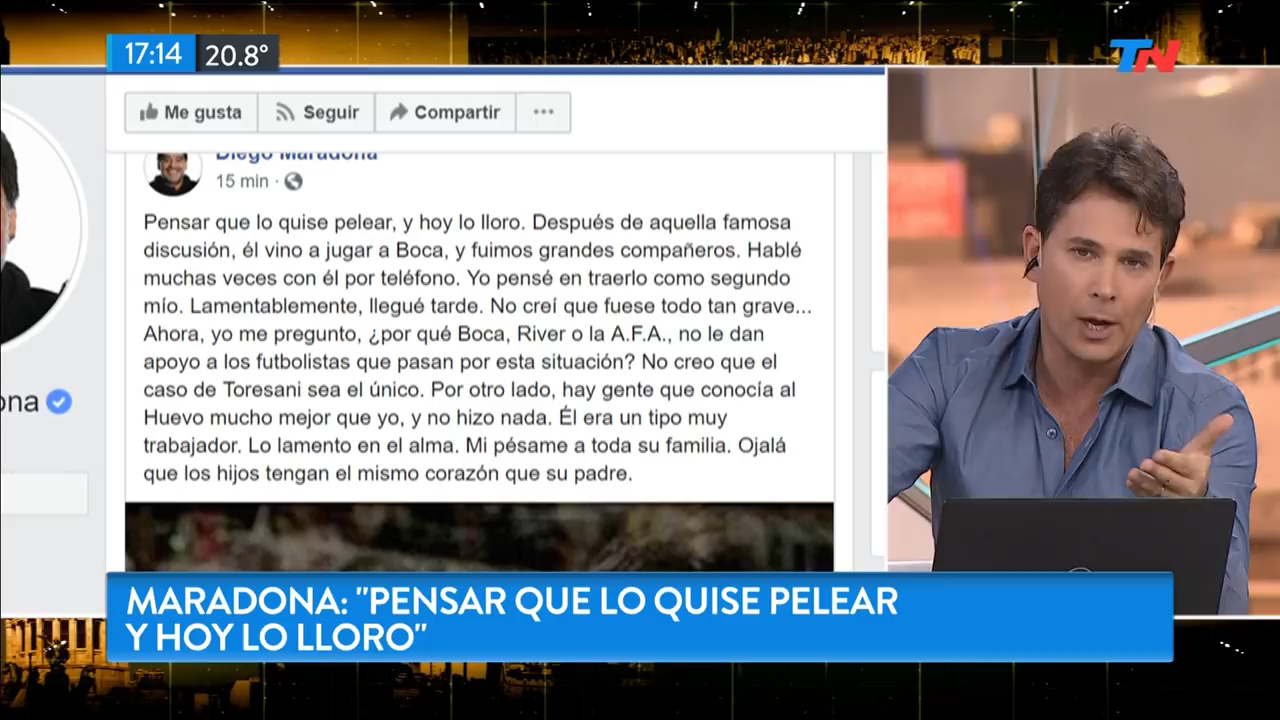 17:14 20.8°
TN
Me gusta Seguir Compartir ...
Diego Maradona
15 min ·
Pensar que lo quise pelear, y hoy lo lloro. Después de aquella famosa
discusión, él vino a jugar a Boca, y fuimos grandes compañeros. Hablé
muchas veces con él por teléfono. Yo pensé en traerlo como segundo
mío. Lamentablemente, llegué tarde. No creí que fuese todo tan grave...
Ahora, yo me pregunto, ¿por qué Boca, River o la A.F.A., no le dan
apoyo a los futbolistas que pasan por esta situación? No creo que el
caso de Toresani sea el único. Por otro lado, hay gente que conocía al
Huevo mucho mejor que yo, y no hizo nada. Él era un tipo muy
trabajador. Lo lamento en el alma. Mi pésame a toda su familia. Ojalá
que los hijos tengan el mismo corazón que su padre.
ona
MARADONA: "PENSAR QUE LO QUISE PELEAR
Y HOY LO LLORO"